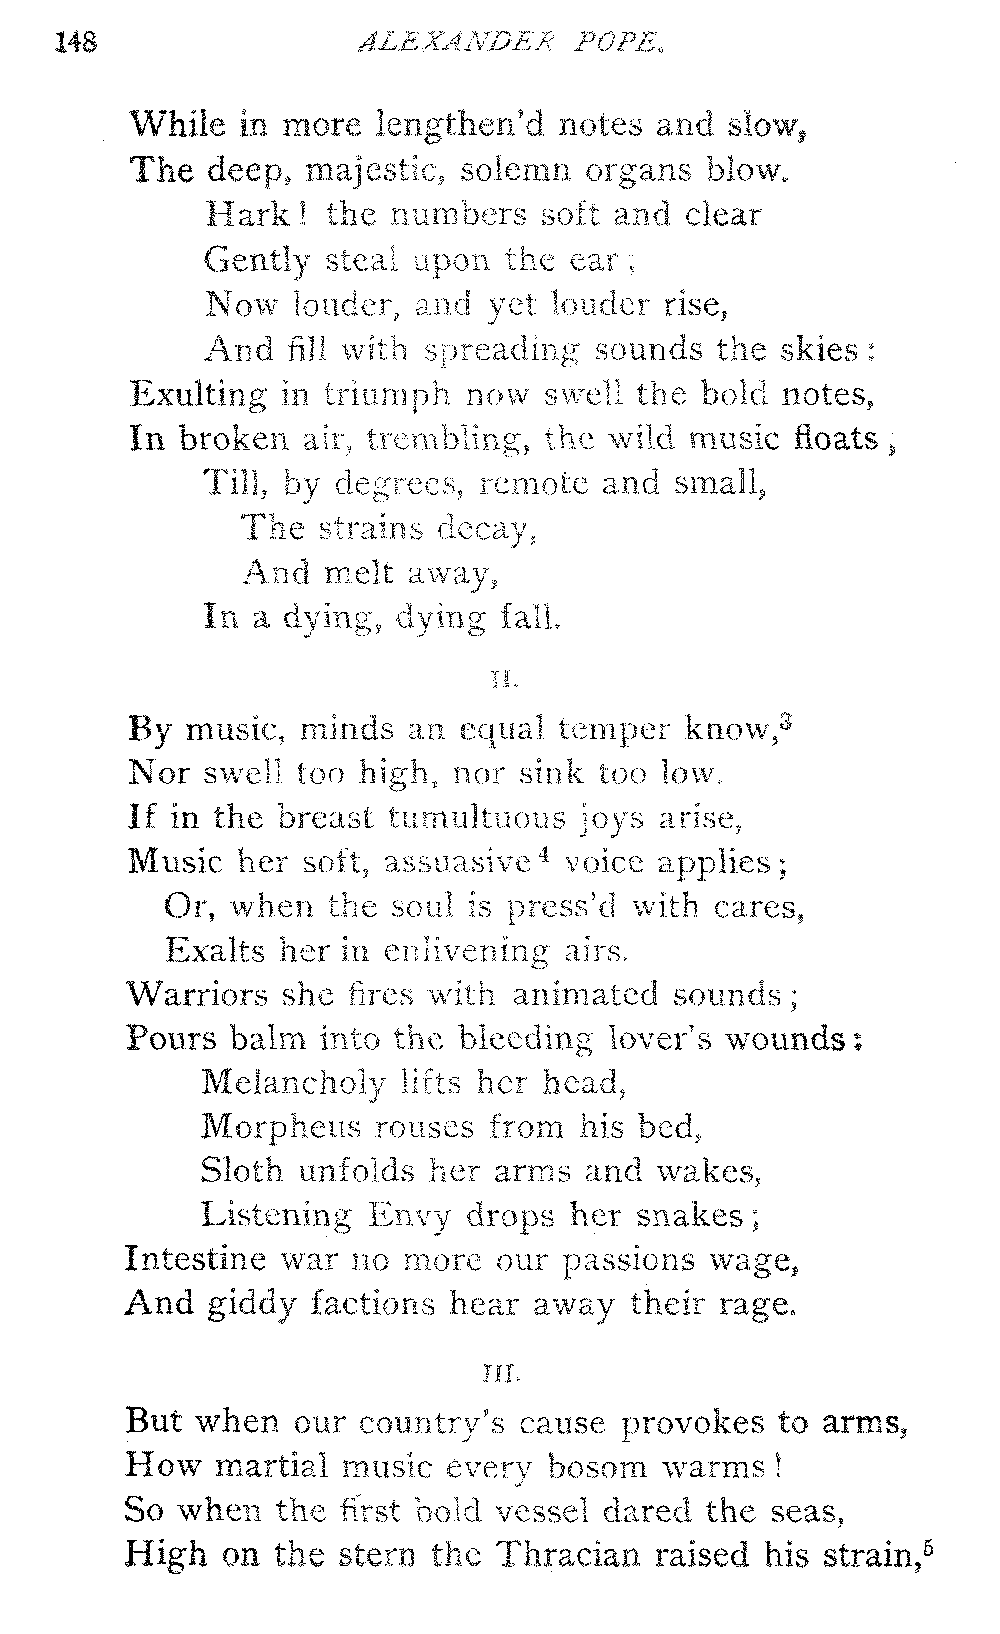 148 ALEXANDER POPE.
While in more lengthen'd notes and slow,
The deep, majestic, solemn organs blow.
Hark! the numbers soft and clear
Gently steal upon the ear;
Now louder, and yet louder rise,
And fill with spreading sounds the skies:
Exulting in triumph now swell the bold notes,
In broken air, trembling, the wild music floats;
Till, by degrees, remote and small,
The strains decay,
And melt away,
In a dying, dying fall.
II.
By music, minds an equal temper know,³
Nor swell too high, nor sink too low.
If in the breast tumultuous joys arise,
Music her soft, assuasive⁴ voice applies;
Or, when the soul is press'd with cares,
Exalts her in enlivening airs.
Warriors she fires with animated sounds;
Pours balm into the bleeding lover's wounds:
Melancholy lifts her head,
Morpheus rouses from his bed,
Sloth unfolds her arms and wakes,
Listening Envy drops her snakes;
Intestine war no more our passions wage,
And giddy factions hear away their rage.
III.
But when our country's cause provokes to arms,
How martial music every bosom warms!
So when the first bold vessel dared the seas,
High on the stern the Thracian raised his strain,⁵